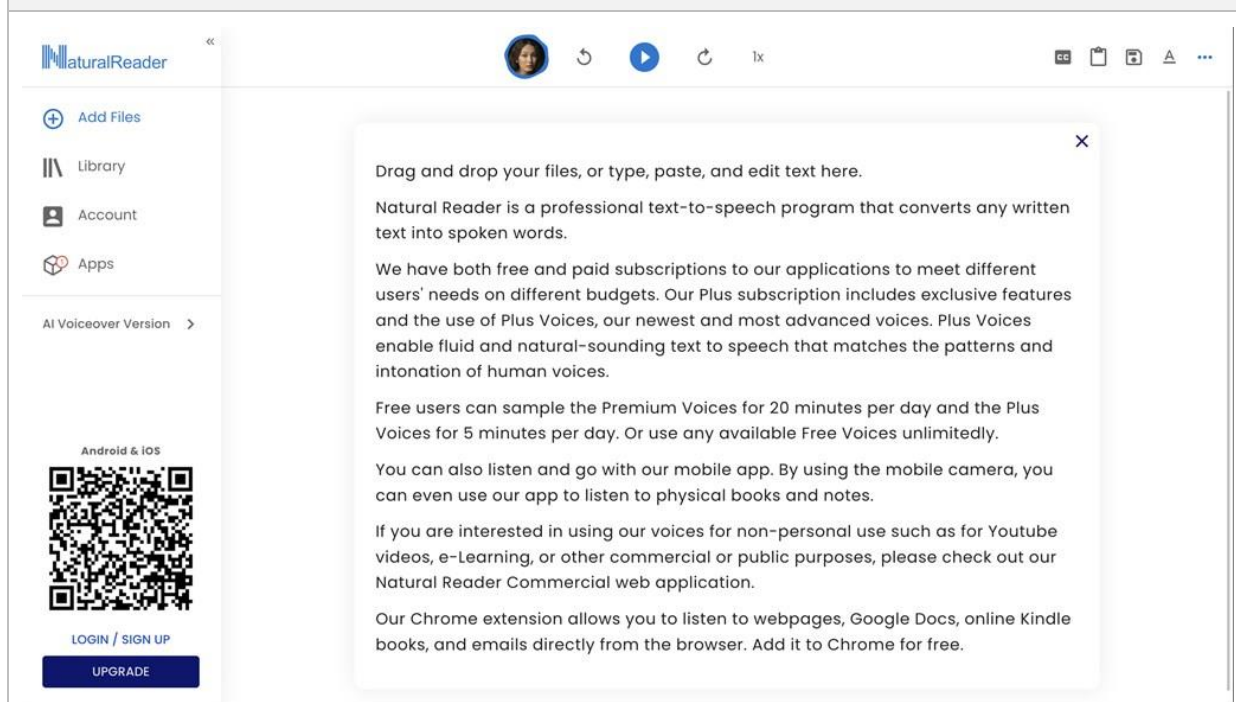 NaturalReader
«
1x
CC
A
Add Files
Library
Account
Apps
AI Voiceover Version
Android & iOS
LOGIN / SIGN UP
UPGRADE
Drag and drop your files, or type, paste, and edit text here.
Natural Reader is a professional text-to-speech program that converts any written
text into spoken words.
We have both free and paid subscriptions to our applications to meet different
users' needs on different budgets. Our Plus subscription includes exclusive features
and the use of Plus Voices, our newest and most advanced voices. Plus Voices
enable fluid and natural-sounding text to speech that matches the patterns and
intonation of human voices.
Free users can sample the Premium Voices for 20 minutes per day and the Plus
Voices for 5 minutes per day. Or use any available Free Voices unlimitedly.
You can also listen and go with our mobile app. By using the mobile camera, you
can even use our app to listen to physical books and notes.
If you are interested in using our voices for non-personal use such as for Youtube
videos, e-Learning, or other commercial or public purposes, please check out our
Natural Reader Commercial web application.
Our Chrome extension allows you to listen to webpages, Google Docs, online Kindle
books, and emails directly from the browser. Add it to Chrome for free.